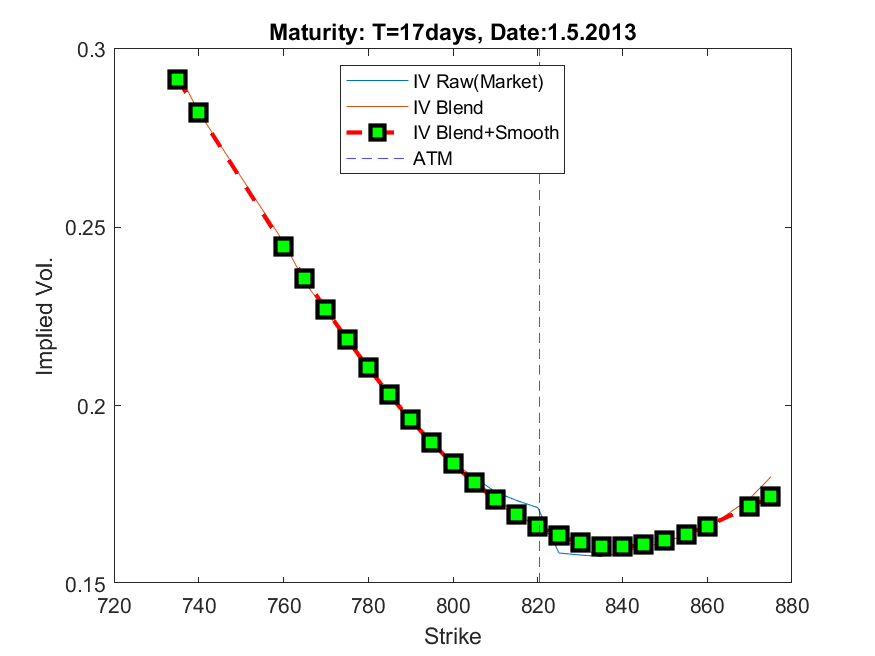 Maturity: T=17days, Date:1.5.2013
0.3
0.25
0.2
0.15
Implied Vol.
IV Raw(Market)
IV Blend
IV Blend+Smooth
ATM
720 740 760 780 800 820 840 860 880
Strike